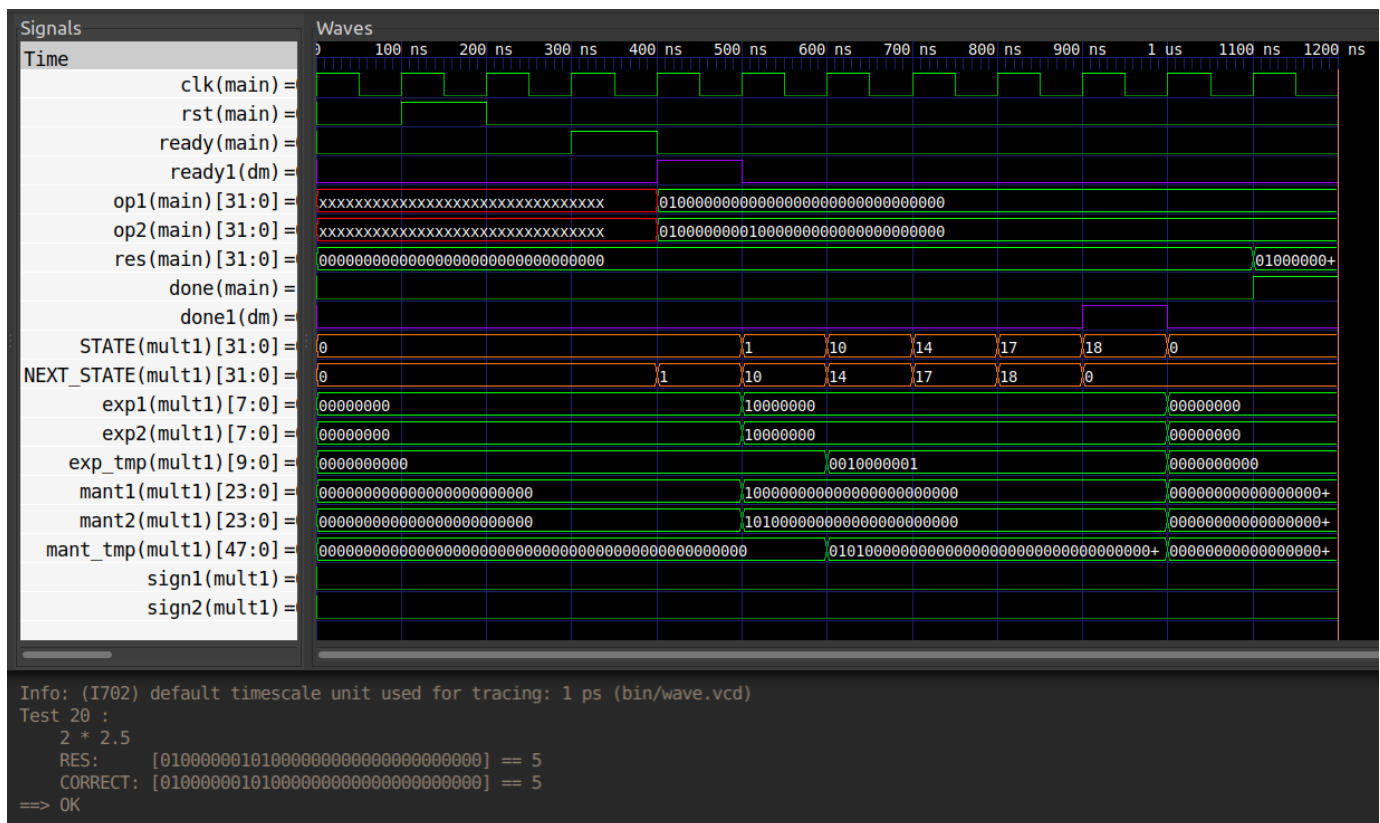 Signals Waves
Time 100 ns 200 ns 300 ns 400 ns 500 ns 600 ns 700 ns 800 ns 900 ns 1 us 1100 ns 1200 ns
clk(main) =
rst(main) =
ready(main) =
ready1(dm) =
op1(main)[31:0] = xxxxxxxxxxxxxxxxxxxxxxxxxxxxxxxx 01000000000000000000000000000000
op2(main)[31:0] = xxxxxxxxxxxxxxxxxxxxxxxxxxxxxxxx 01000000001000000000000000000000
res(main)[31:0] = 00000000000000000000000000000000 01000000+
done(main) =
done1(dm) =
STATE(mult1)[31:0] = 0 1 10 14 17 18 0
NEXT_STATE(mult1)[31:0] = 0 1 10 14 17 18 0
exp1(mult1)[7:0] = 00000000 10000000 00000000
exp2(mult1)[7:0] = 00000000 10000000 00000000
exp_tmp(mult1)[9:0] = 0000000000 0010000001 0000000000
mant1(mult1)[23:0] = 000000000000000000000000 100000000000000000000000 00000000000000000+
mant2(mult1)[23:0] = 000000000000000000000000 101000000000000000000000 00000000000000000+
mant_tmp(mult1)[47:0] = 000000000000000000000000000000000000000000000000 010100000000000000000000000000000000+ 00000000000000000+
sign1(mult1) =
sign2(mult1) =
Info: (I702) default timescale unit used for tracing: 1 ps (bin/wave.vcd)
Test 20 :
2 * 2.5
RES: [01000000101000000000000000000000] == 5
CORRECT: [01000000101000000000000000000000] == 5
==> OK